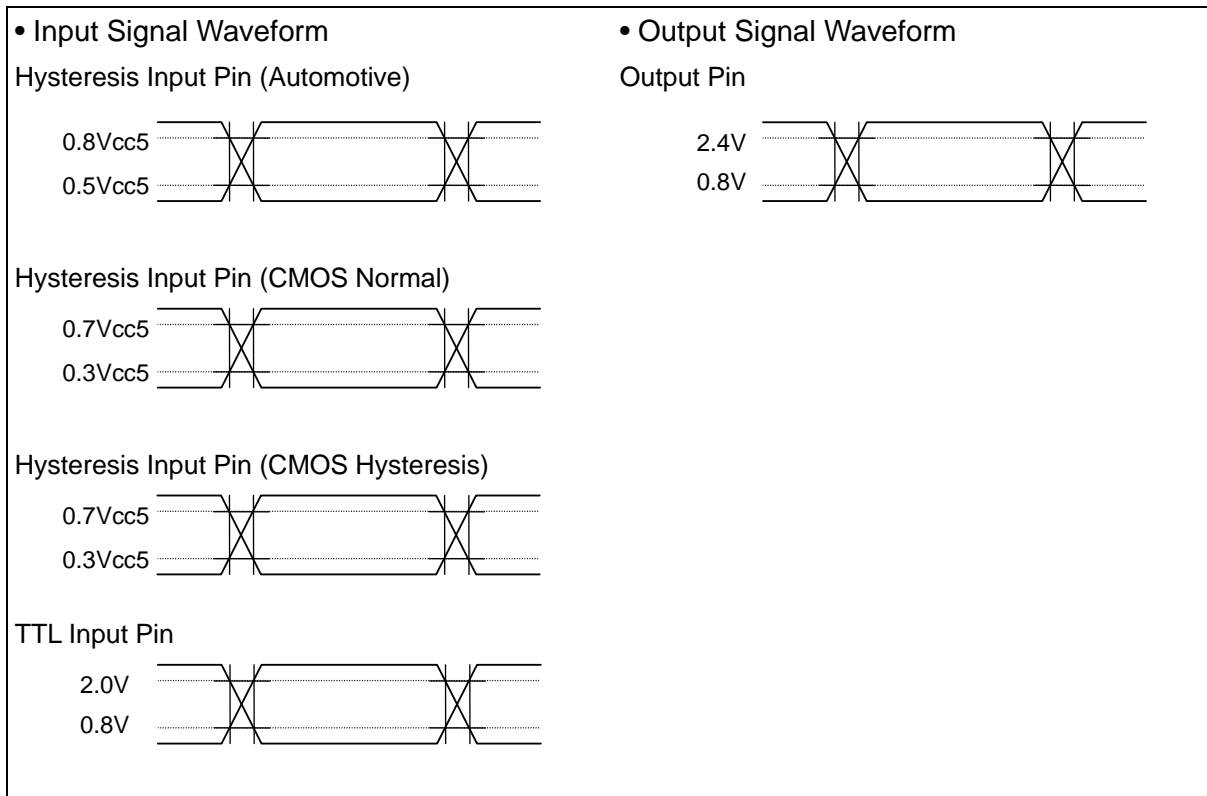 • Input Signal Waveform
Hysteresis Input Pin (Automotive)
0.8Vcc5
0.5Vcc5
Hysteresis Input Pin (CMOS Normal)
0.7Vcc5
0.3Vcc5
Hysteresis Input Pin (CMOS Hysteresis)
0.7Vcc5
0.3Vcc5
TTL Input Pin
2.0V
0.8V
• Output Signal Waveform
Output Pin
2.4V
0.8V